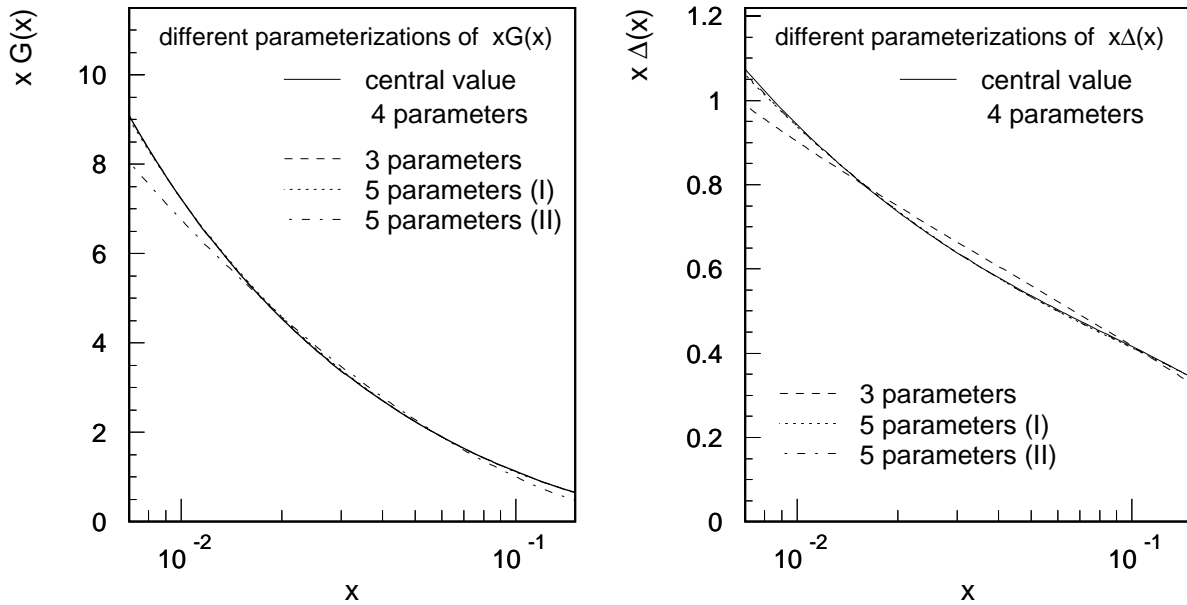 different parameterizations of xG(x)
central value
4 parameters
3 parameters
5 parameters (I)
5 parameters (II)
x G(x)
10
8
6
4
2
0
10 -2
10 -1
x
different parameterizations of xΔ(x)
central value
4 parameters
3 parameters
5 parameters (I)
5 parameters (II)
x Δ(x)
1.2
1
0.8
0.6
0.4
0.2
0
10 -2
10 -1
x